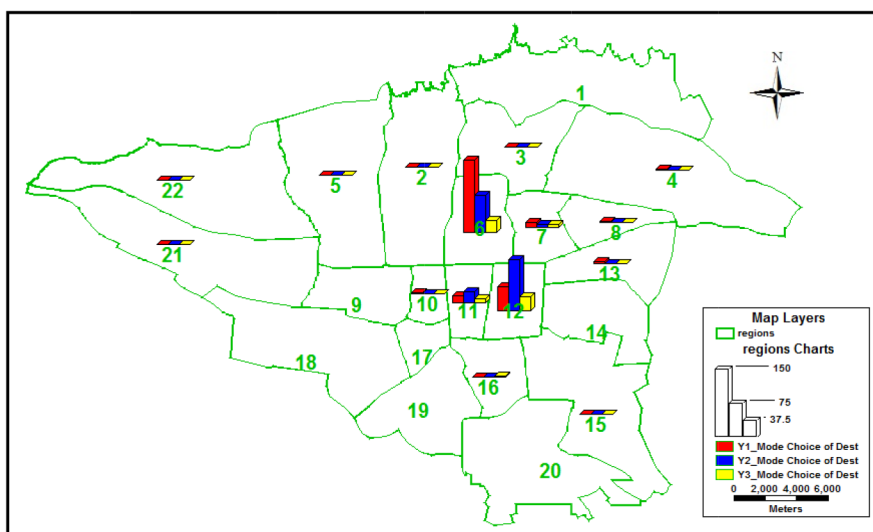 N
1
3
2
5
4
22
6
7
8
21
13
9
10
11
12
14
17
18
16
19
15
20
Map Layers
regions
regions Charts
150
75
37.5
Y1_Mode Choice of Dest
Y2_Mode Choice of Dest
Y3_Mode Choice of Dest
0 2,000 4,000 6,000
Meters